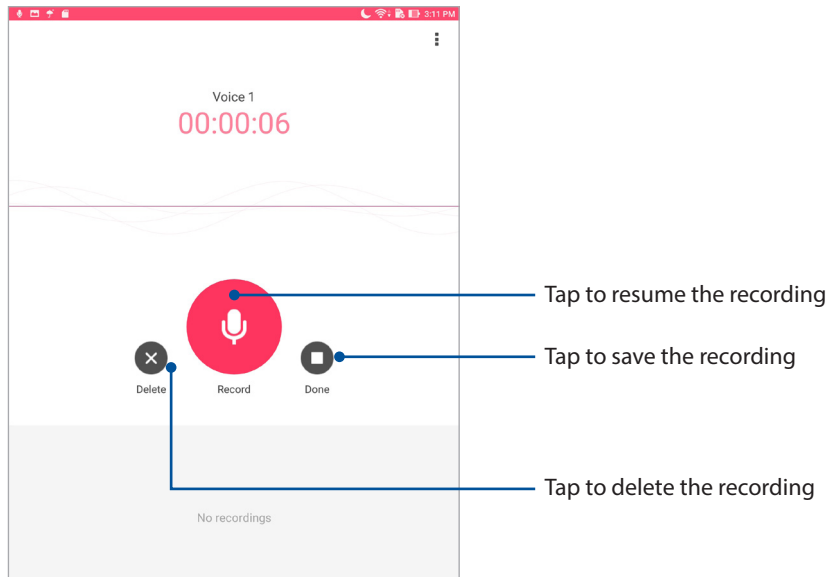 3:11 PM
Voice 1
00:00:06
Tap to resume the recording
Tap to save the recording
Delete
Record
Done
Tap to delete the recording
No recordings